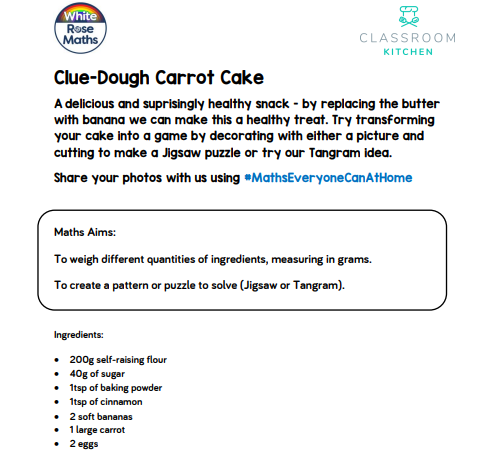 White
Rose
Maths
CLASSROOM
KITCHEN
Clue-Dough Carrot Cake
A delicious and suprisingly healthy snack - by replacing the butter
with banana we can make this a healthy treat. Try transforming
your cake into a game by decorating with either a picture and
cutting to make a Jigsaw puzzle or try our Tangram idea.
Share your photos with us using #MathsEveryoneCanAtHome
Maths Aims:
To weigh different quantities of ingredients, measuring in grams.
To create a pattern or puzzle to solve (Jigsaw or Tangram).
Ingredients:
• 200g self-raising flour
• 40g of sugar
• 1tsp of baking powder
• 1tsp of cinnamon
• 2 soft bananas
• 1 large carrot
• 2 eggs